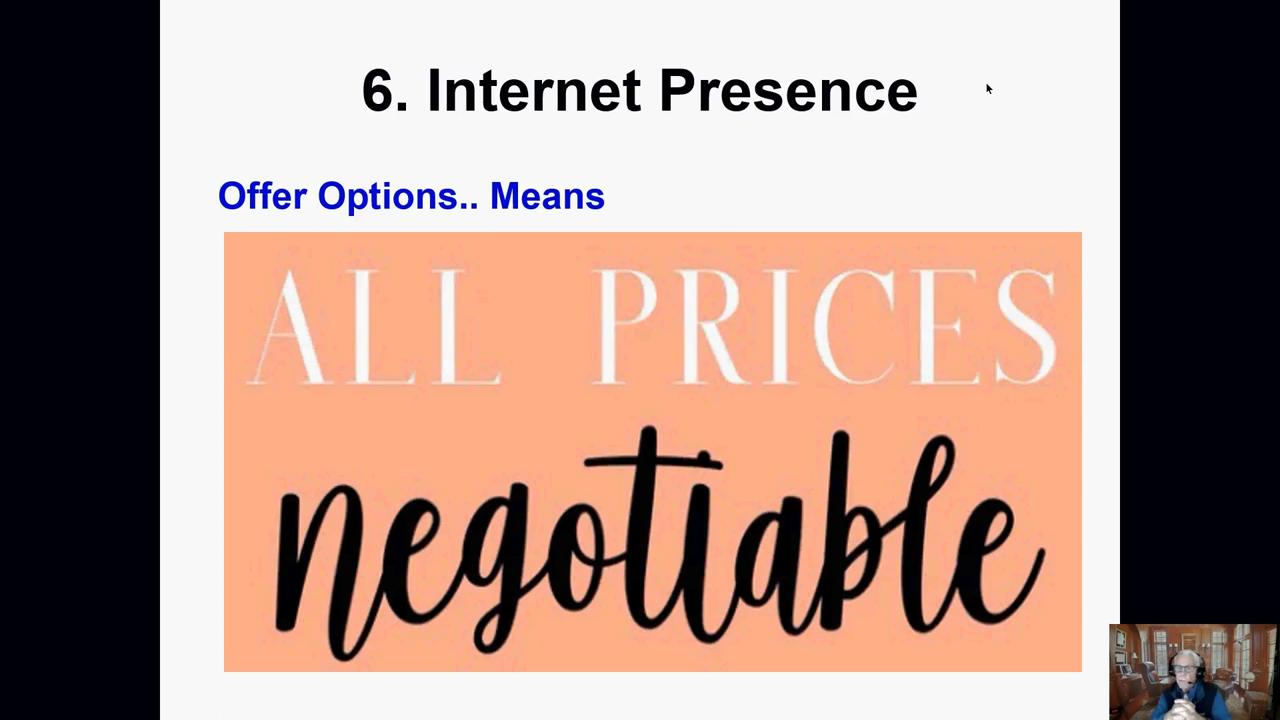 6. Internet Presence
Offer Options.. Means
ALL PRICES
negotiable